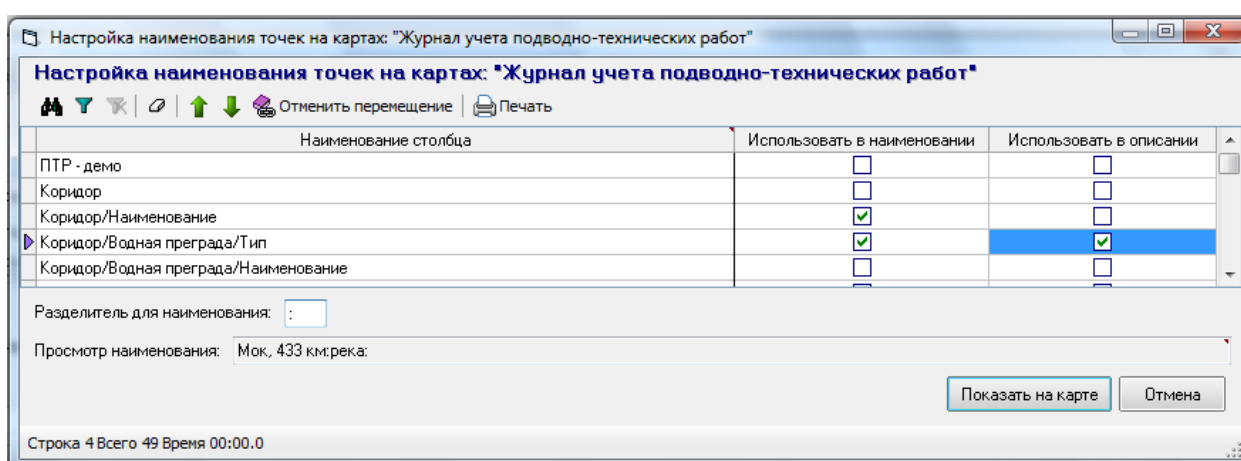 Настройка наименования точек на картах: "Журнал учета подводно-технических работ"
Настройка наименования точек на картах: "Журнал учета подводно-технических работ"
Отменить перемещение Печать
Наименование столбца Использовать в наименовании Использовать в описании
ПТР - демо
Коридор
Коридор/Наименование
Коридор/Водная преграда/Тип
Коридор/Водная преграда/Наименование
Разделитель для наименования: :
Просмотр наименования: Мок, 433 км:река:
Показать на карте Отмена
Строка 4 Всего 49 Время 00:00.0